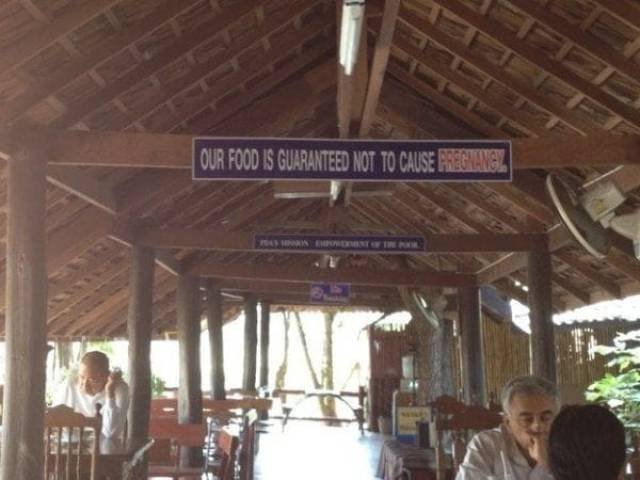 OUR FOOD IS GUARANTEED NOT TO CAUSE PREGNANCY.
PDA'S MISSION EMPOWERMENT OF THE POOR